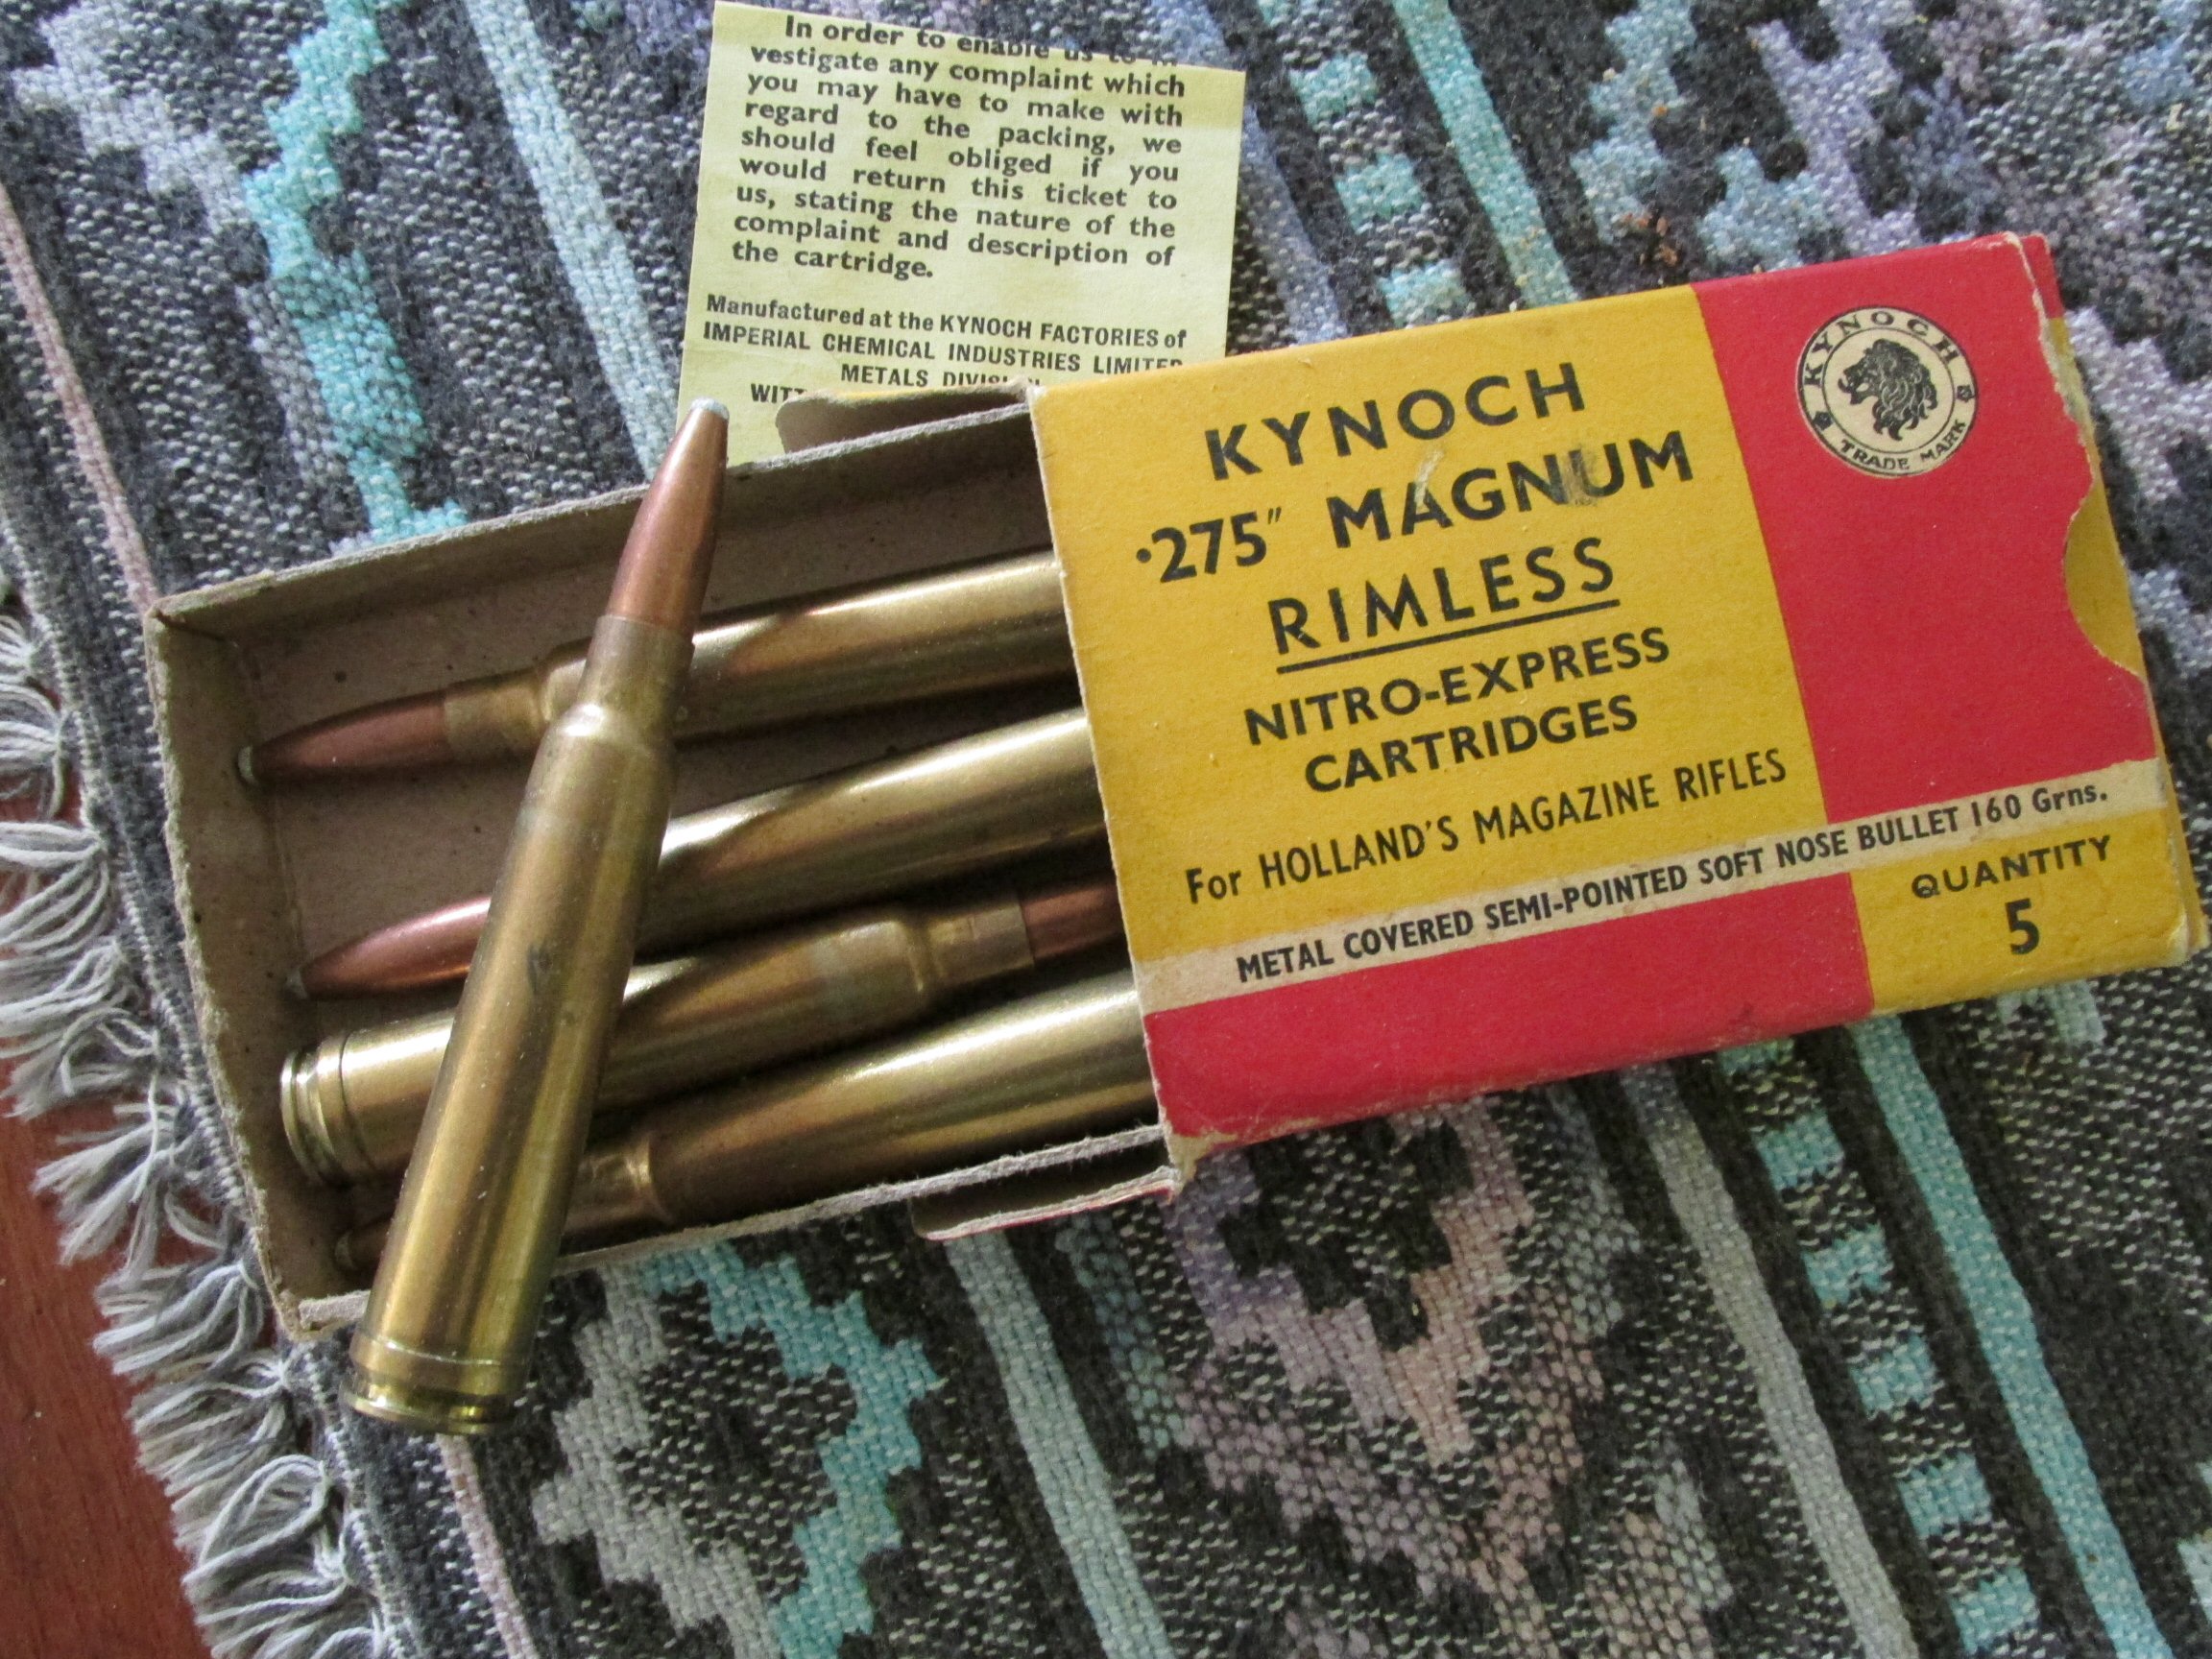 In order to enable us to in-
vestigate any complaint which
you may have to make with
regard to the packing, we
should feel obliged if you
would return this ticket to
us, stating the nature of the
complaint and description of
the cartridge.
Manufactured at the KYNOCH FACTORIES of
IMPERIAL CHEMICAL INDUSTRIES LIMITED
METALS DIVISION
KYNOCH
·275″ MAGNUM
RIMLESS
NITRO-EXPRESS
CARTRIDGES
For HOLLAND'S MAGAZINE RIFLES
METAL COVERED SEMI-POINTED SOFT NOSE BULLET 160 Grns.
QUANTITY
5
KYNOCH
TRADE MARK